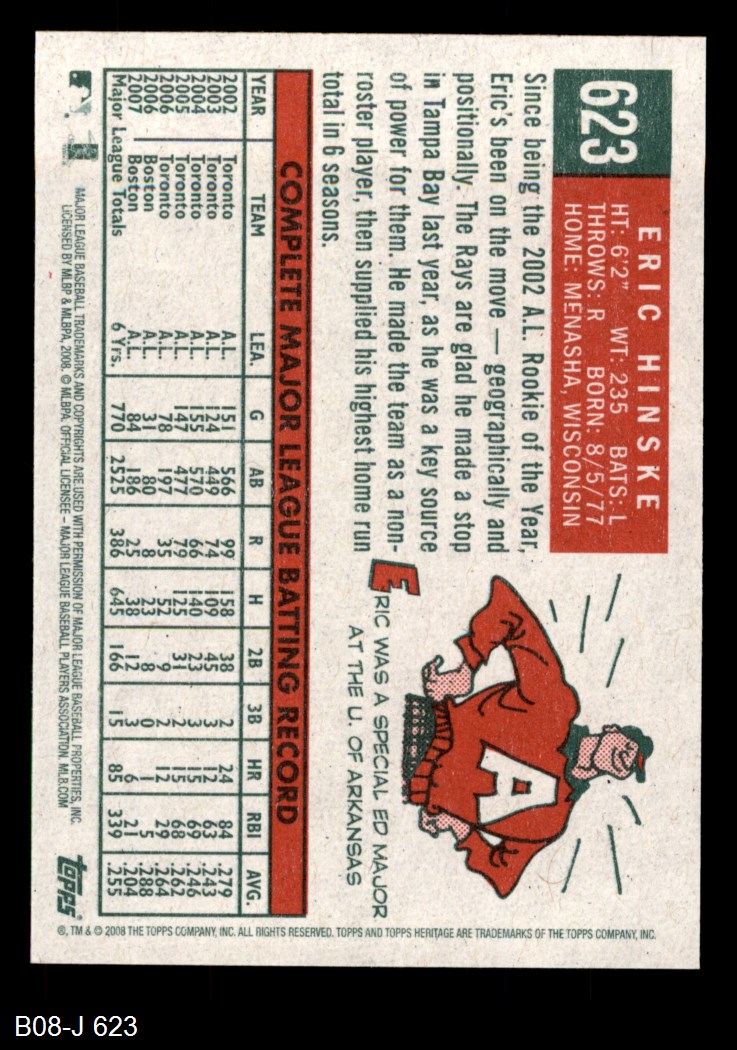 623
ERIC HINSKE
HT: 6'2" WT: 235 BATS: L
THROWS: R BORN: 8/5/77
HOME: MENASHA, WISCONSIN
Since being the 2002 A.L. Rookie of the Year,
Eric's been on the move — geographically and
positionally. The Rays are glad he made a stop
in Tampa Bay last year, as he was a key source
of power for them. He made the team as a non-
roster player, then supplied his highest home run
total in 6 seasons.
A
ERIC WAS A SPECIAL ED MAJOR
AT THE U. OF ARKANSAS
COMPLETE MAJOR LEAGUE BATTING RECORD
YEAR TEAM LEA. G AB R H 2B 3B HR RBI AVG.
2002 Toronto A.L. 151 566 99 158 38 2 24 84 .279
2003 Toronto A.L. 124 449 74 109 45 3 12 63 .243
2004 Toronto A.L. 155 570 66 140 23 3 15 69 .246
2005 Toronto A.L. 147 477 79 125 31 2 15 68 .262
2006 Toronto A.L. 78 197 35 52 9 2 12 29 .264
2006 Boston A.L. 31 80 8 23 8 0 1 5 .288
2007 Boston A.L. 84 186 25 38 12 3 6 21 .204
Major League Totals 6 Yrs. 770 2525 386 645 166 15 85 339 .255
MAJOR LEAGUE BASEBALL TRADEMARKS AND COPYRIGHTS ARE USED WITH PERMISSION OF MAJOR LEAGUE BASEBALL PROPERTIES, INC.
LICENSED BY MLBP & MLBPA, 2008. © MLBPA. OFFICIAL LICENSEE – MAJOR LEAGUE BASEBALL PLAYERS ASSOCIATION. MLB.COM
topps®
®, TM & © 2008 THE TOPPS COMPANY, INC. ALL RIGHTS RESERVED. TOPPS AND TOPPS HERITAGE ARE TRADEMARKS OF THE TOPPS COMPANY, INC.
B08-J 623